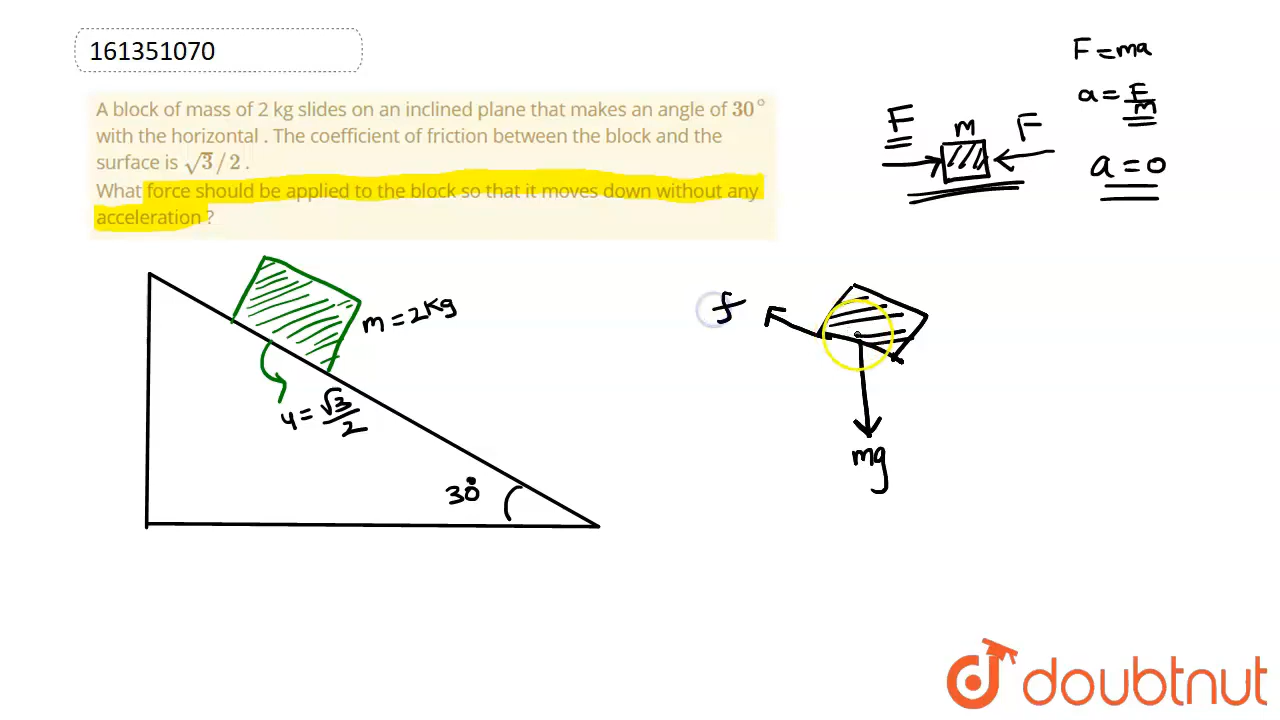 161351070
A block of mass of 2 kg slides on an inclined plane that makes an angle of 30°
with the horizontal . The coefficient of friction between the block and the
surface is √3 / 2 .
What force should be applied to the block so that it moves down without any
acceleration ?
F = ma
a = F/m
F m F
a = 0
m = 2Kg
f
μ = √3/2
mg
30°
doubtnut